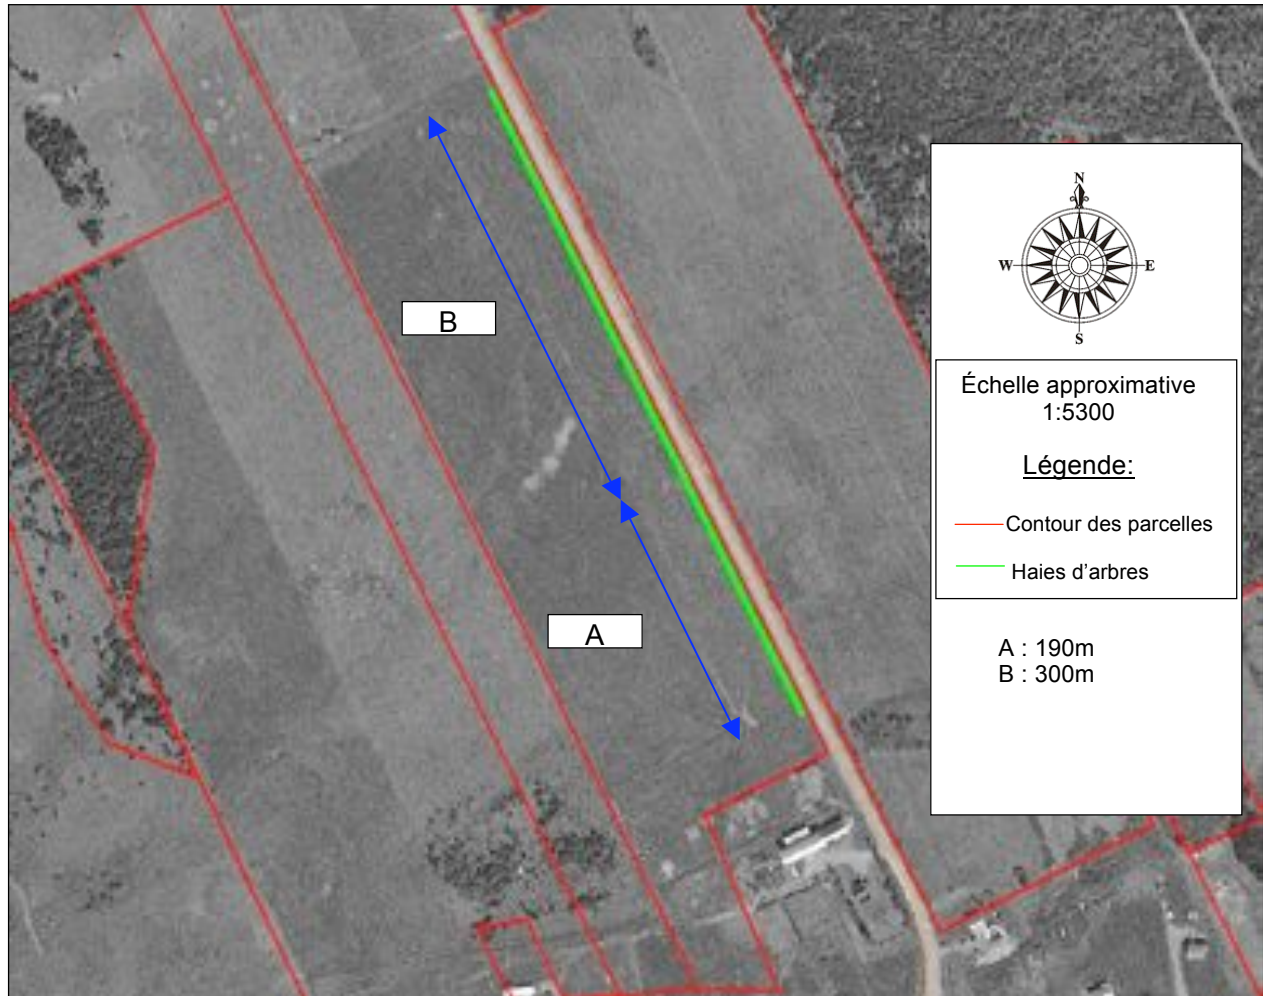 N
W
E
S
B
A
Échelle approximative
1:5300
Légende:
Contour des parcelles
Haies d'arbres
A : 190m
B : 300m